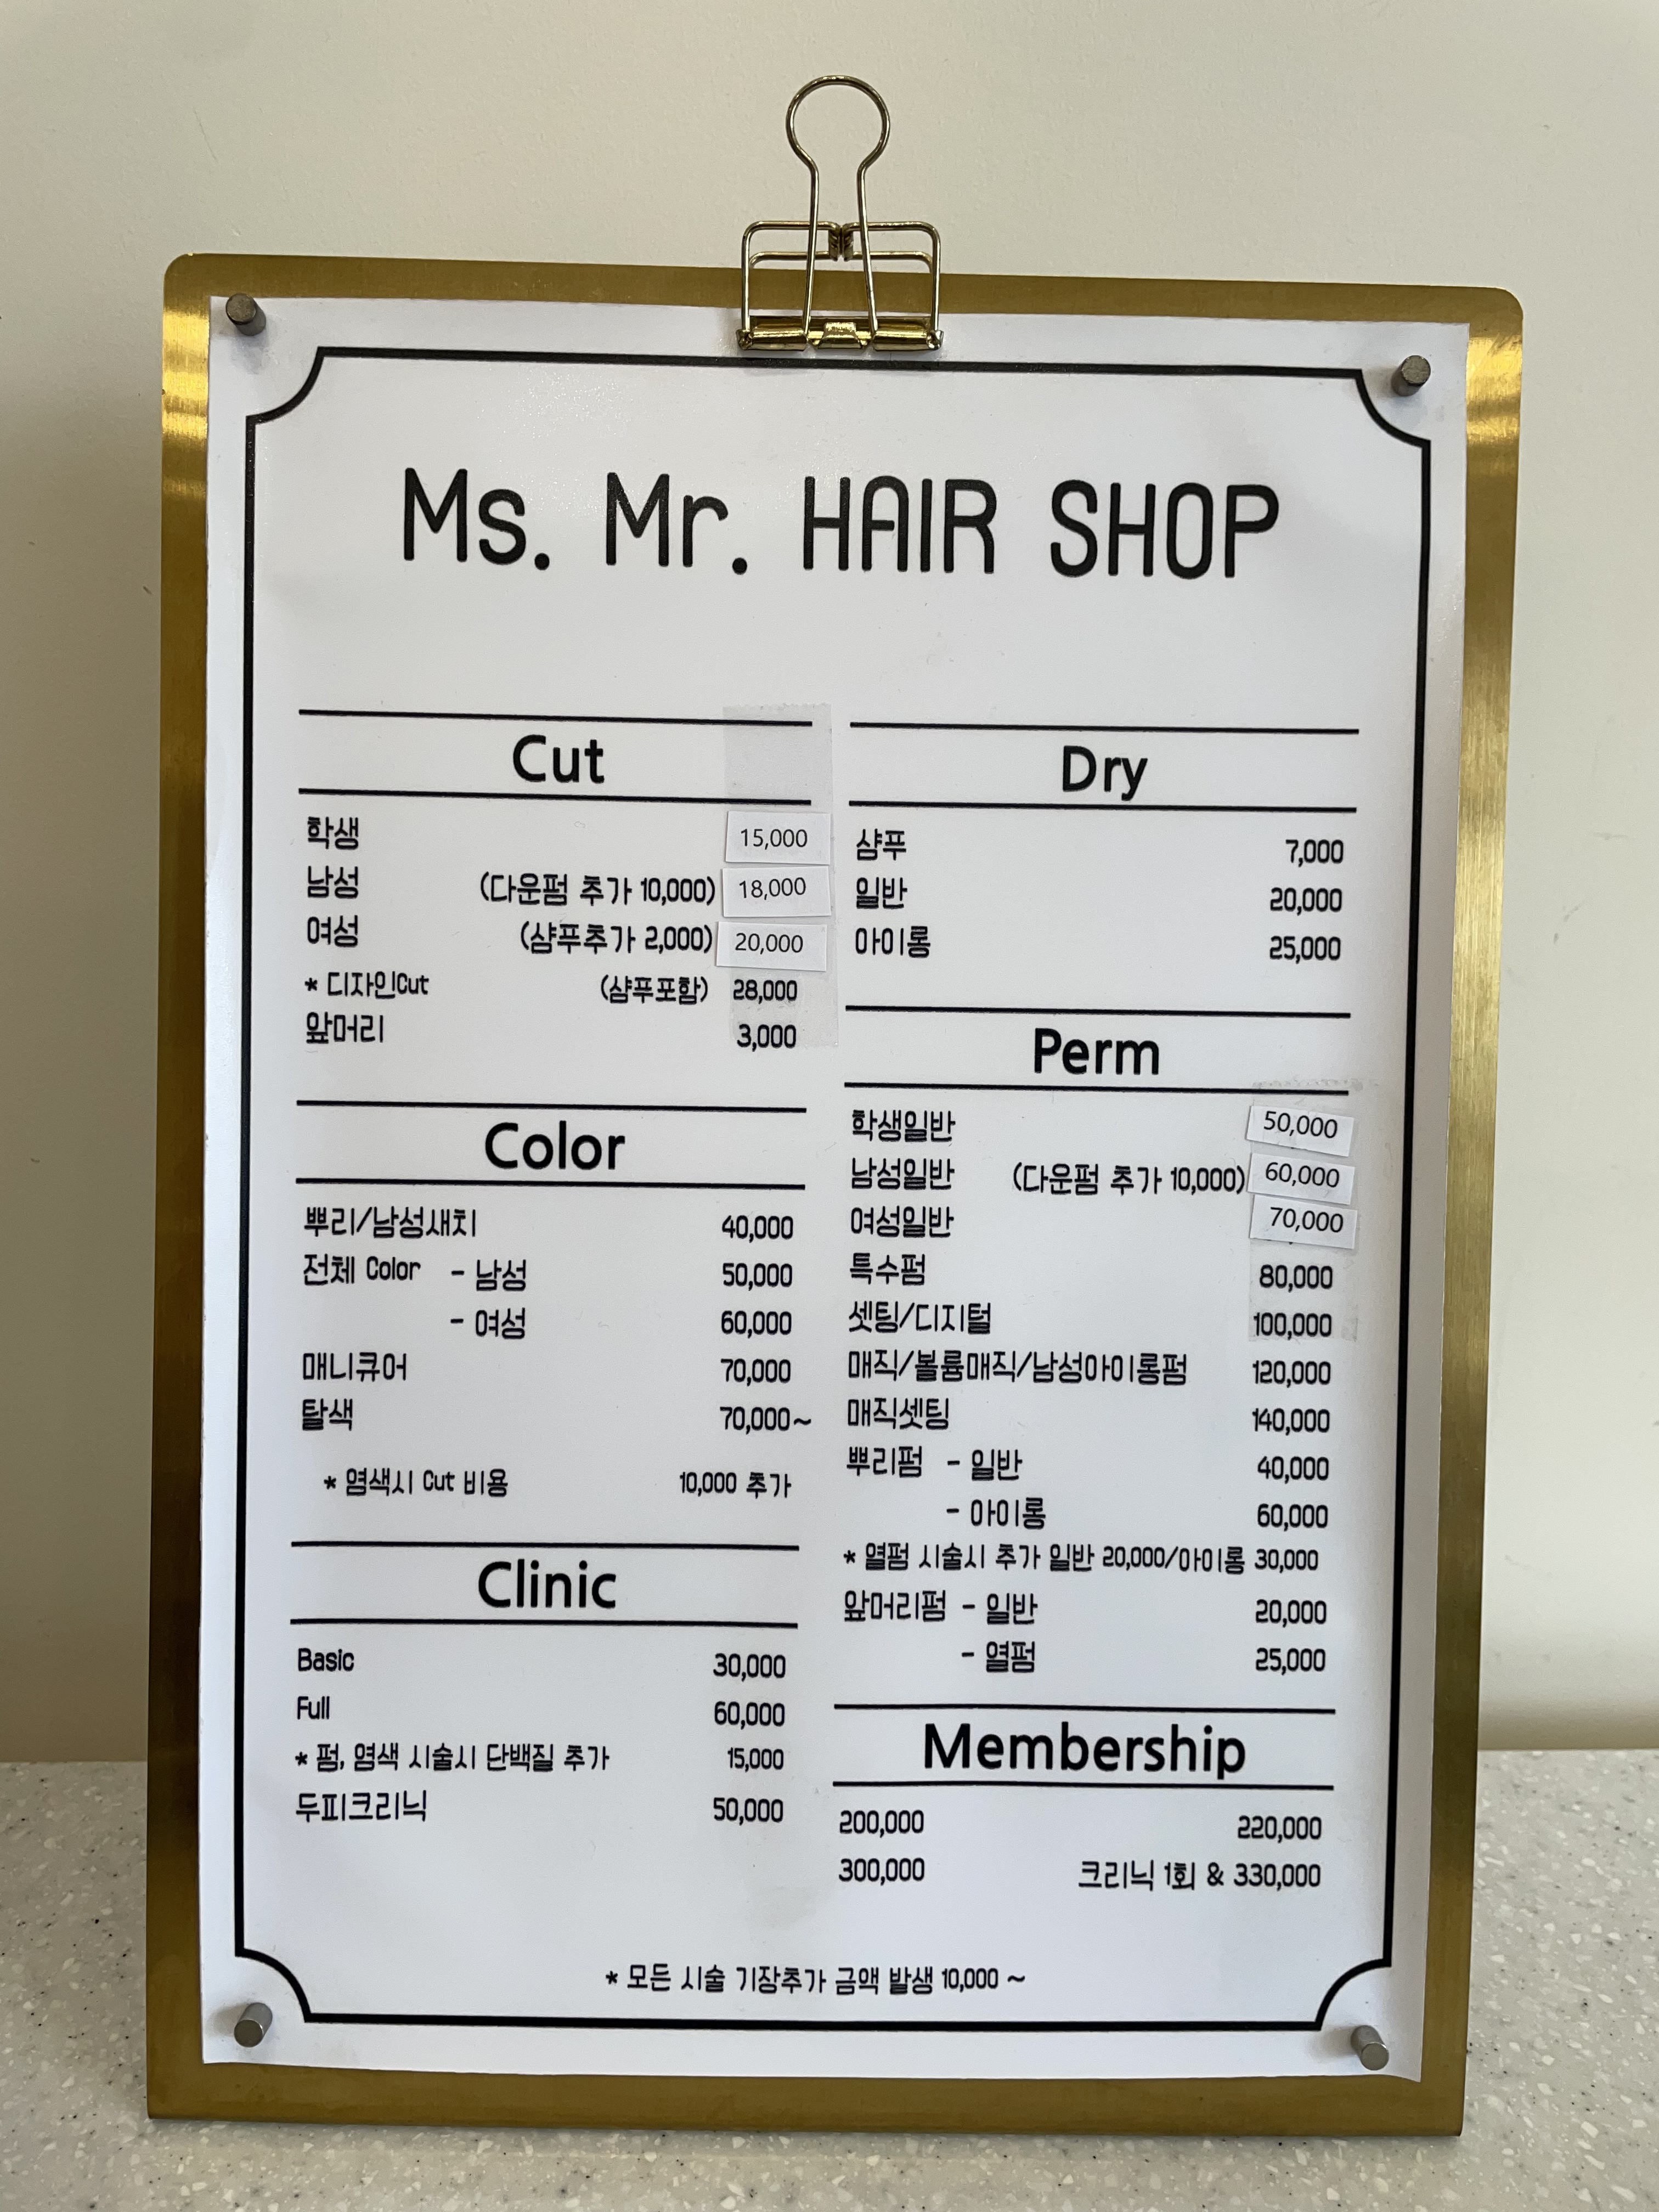 Ms. Mr. HAIR SHOP
Cut
학생 15,000
남성 (다운펌 추가 10,000) 18,000
여성 (샴푸추가 2,000) 20,000
* 디자인Cut (샴푸포함) 28,000
앞머리 3,000
Color
뿌리/남성새치 40,000
전체 Color - 남성 50,000
- 여성 60,000
매니큐어 70,000
탈색 70,000~
* 염색시 Cut 비용 10,000 추가
Clinic
Basic 30,000
Full 60,000
* 펌, 염색 시술시 단백질 추가 15,000
두피크리닉 50,000
Dry
샴푸 7,000
일반 20,000
아이롱 25,000
Perm
학생일반 50,000
남성일반 (다운펌 추가 10,000) 60,000
여성일반 70,000
특수펌 80,000
셋팅/디지털 100,000
매직/볼륨매직/남성아이롱펌 120,000
매직셋팅 140,000
뿌리펌 - 일반 40,000
- 아이롱 60,000
* 열펌 시술시 추가 일반 20,000/아이롱 30,000
앞머리펌 - 일반 20,000
- 열펌 25,000
Membership
200,000 220,000
300,000 크리닉 1회 & 330,000
* 모든 시술 기장추가 금액 발생 10,000 ~